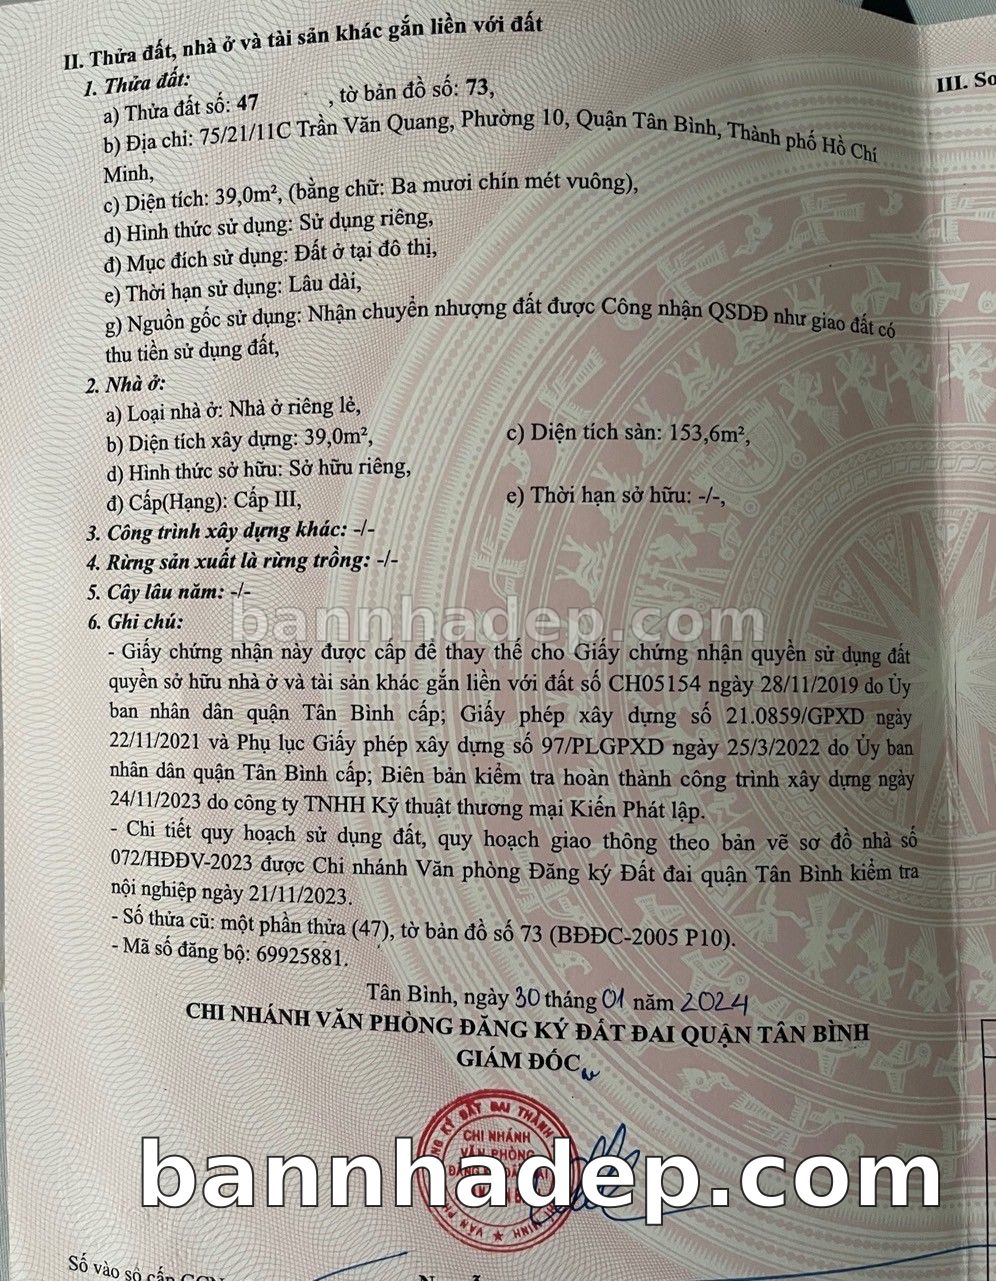 II. Thửa đất, nhà ở và tài sản khác gắn liền với đất
III. Sơ
1. Thửa đất:
a) Thửa đất số: 47 , tờ bản đồ số: 73,
b) Địa chỉ: 75/21/11C Trần Văn Quang, Phường 10, Quận Tân Bình, Thành phố Hồ Chí
Minh,
c) Diện tích: 39,0m², (bằng chữ: Ba mươi chín mét vuông),
d) Hình thức sử dụng: Sử dụng riêng,
đ) Mục đích sử dụng: Đất ở tại đô thị,
e) Thời hạn sử dụng: Lâu dài,
g) Nguồn gốc sử dụng: Nhận chuyển nhượng đất được Công nhận QSDĐ như giao đất có
thu tiền sử dụng đất,
2. Nhà ở:
a) Loại nhà ở: Nhà ở riêng lẻ,
b) Diện tích xây dựng: 39,0m², c) Diện tích sàn: 153,6m²,
d) Hình thức sở hữu: Sở hữu riêng,
đ) Cấp(Hạng): Cấp III, e) Thời hạn sở hữu: -/-,
3. Công trình xây dựng khác: -/-
4. Rừng sản xuất là rừng trồng: -/-
5. Cây lâu năm: -/-
6. Ghi chú:
bannhadep.com
- Giấy chứng nhận này được cấp để thay thế cho Giấy chứng nhận quyền sử dụng đất
quyền sở hữu nhà ở và tài sản khác gắn liền với đất số CH05154 ngày 28/11/2019 do Ủy
ban nhân dân quận Tân Bình cấp; Giấy phép xây dựng số 21.0859/GPXD ngày
22/11/2021 và Phụ lục Giấy phép xây dựng số 97/PLGPXD ngày 25/3/2022 do Ủy ban
nhân dân quận Tân Bình cấp; Biên bản kiểm tra hoàn thành công trình xây dựng ngày
24/11/2023 do công ty TNHH Kỹ thuật thương mại Kiến Phát lập.
- Chi tiết quy hoạch sử dụng đất, quy hoạch giao thông theo bản vẽ sơ đồ nhà số
072/HĐĐV-2023 được Chi nhánh Văn phòng Đăng ký Đất đai quận Tân Bình kiểm tra
nội nghiệp ngày 21/11/2023.
- Số thửa cũ: một phần thửa (47), tờ bản đồ số 73 (BĐĐC-2005 P10).
- Mã số đăng bộ: 69925881.
Tân Bình, ngày 30 tháng 01 năm 2024
CHI NHÁNH VĂN PHÒNG ĐĂNG KÝ ĐẤT ĐAI QUẬN TÂN BÌNH
GIÁM ĐỐC
KÝ ĐẤT ĐAI THÀNH
CHI NHÁNH
VĂN PHÒNG
bannhadep.com
Số vào sổ cấp GCN